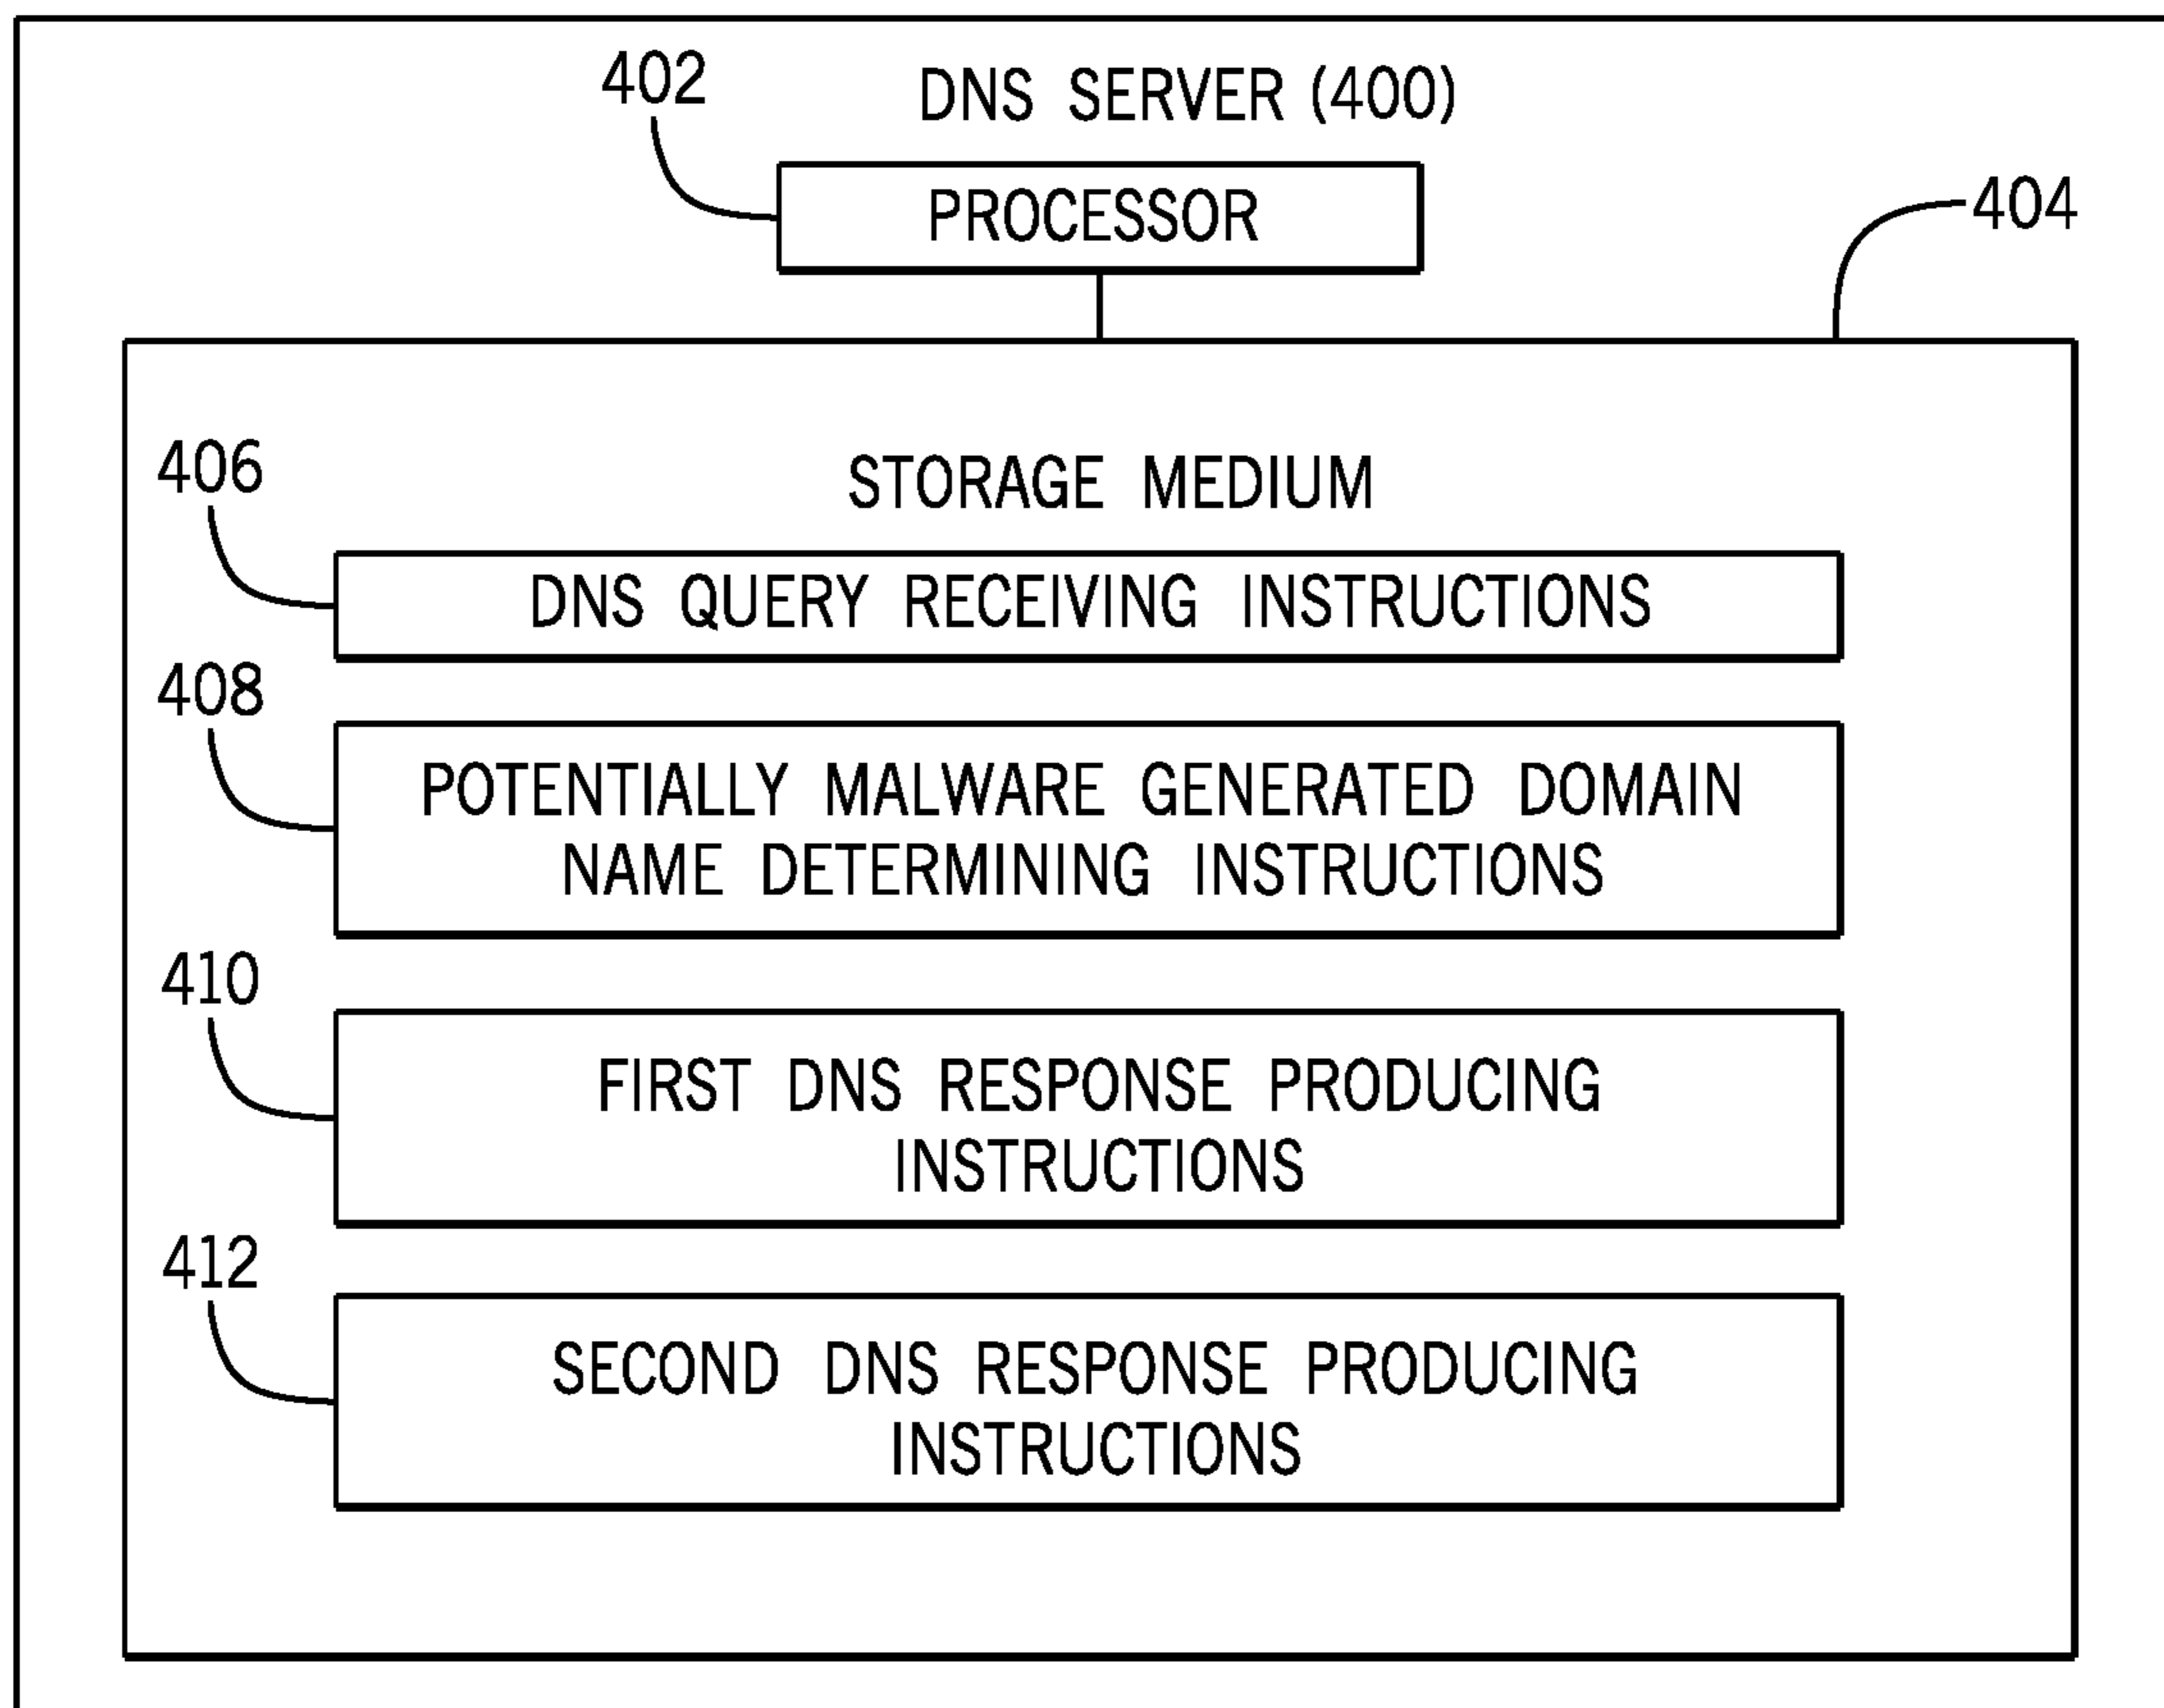 402
DNS SERVER (400)
PROCESSOR
404
406
STORAGE MEDIUM
DNS QUERY RECEIVING INSTRUCTIONS
408
POTENTIALLY MALWARE GENERATED DOMAIN
NAME DETERMINING INSTRUCTIONS
410
FIRST DNS RESPONSE PRODUCING
INSTRUCTIONS
412
SECOND DNS RESPONSE PRODUCING
INSTRUCTIONS